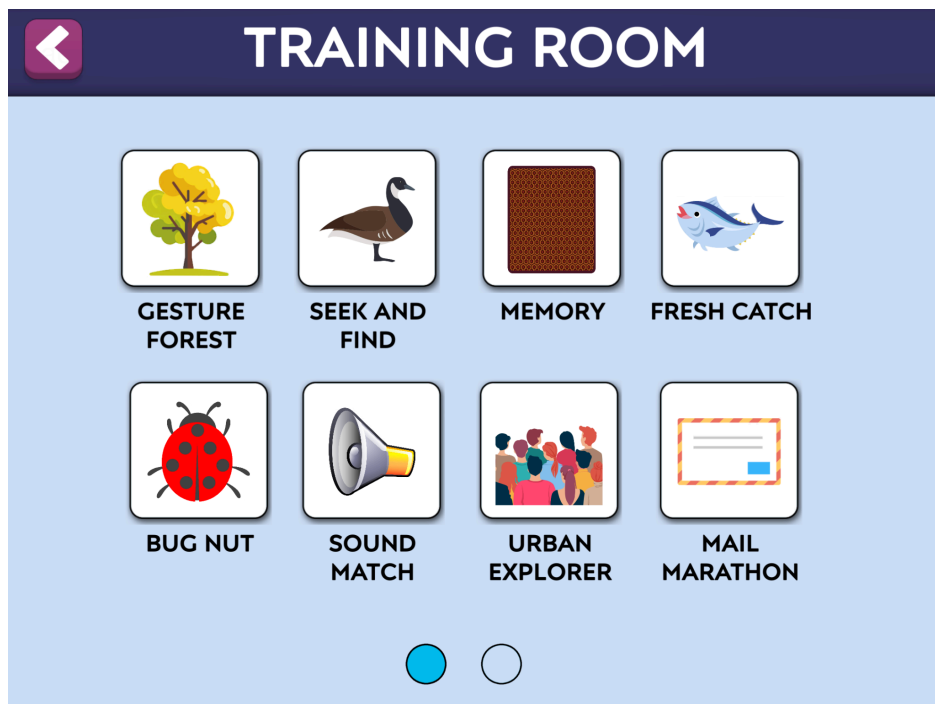 TRAINING ROOM
GESTURE
FOREST
SEEK AND
FIND
MEMORY
FRESH CATCH
BUG NUT
SOUND
MATCH
URBAN
EXPLORER
MAIL
MARATHON